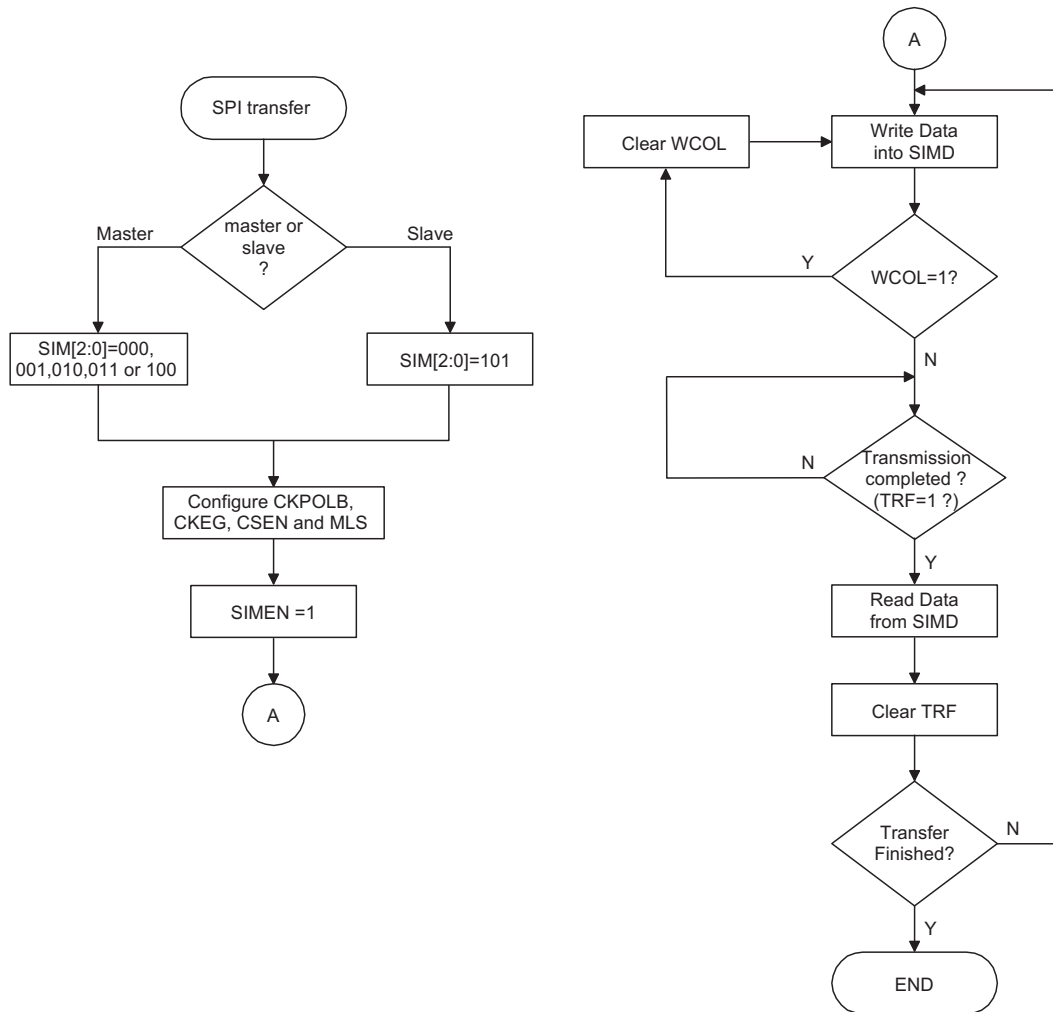 SPI transfer
master or
slave
?
Master
Slave
SIM[2:0]=000,
001,010,011 or 100
SIM[2:0]=101
Configure CKPOLB,
CKEG, CSEN and MLS
SIMEN =1
A
A
Clear WCOL
Write Data
into SIMD
Y
WCOL=1?
N
N
Transmission
completed ?
(TRF=1 ?)
Y
Read Data
from SIMD
Clear TRF
Transfer
Finished?
N
Y
END